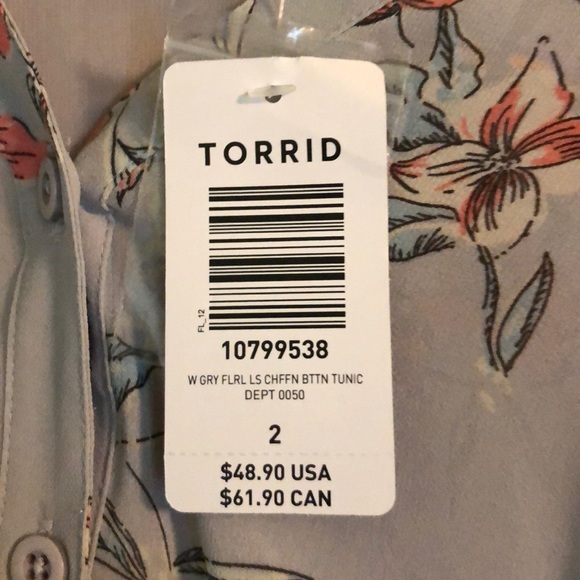 TORRID
FL_12
10799538
W GRY FLRL LS CHFFN BTTN TUNIC
DEPT 0050
2
$48.90 USA
$61.90 CAN